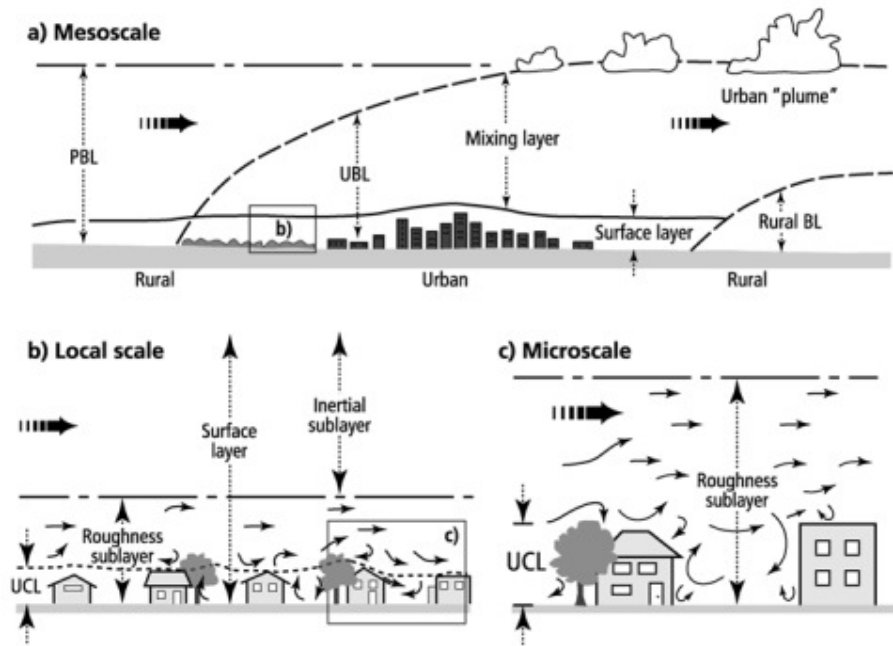 a) Mesoscale
Urban "plume"
PBL
UBL
Mixing layer
b)
Surface layer
Rural BL
Rural
Urban
Rural
b) Local scale
Surface
layer
Inertial
sublayer
Roughness
sublayer
c)
UCL
c) Microscale
Roughness
sublayer
UCL